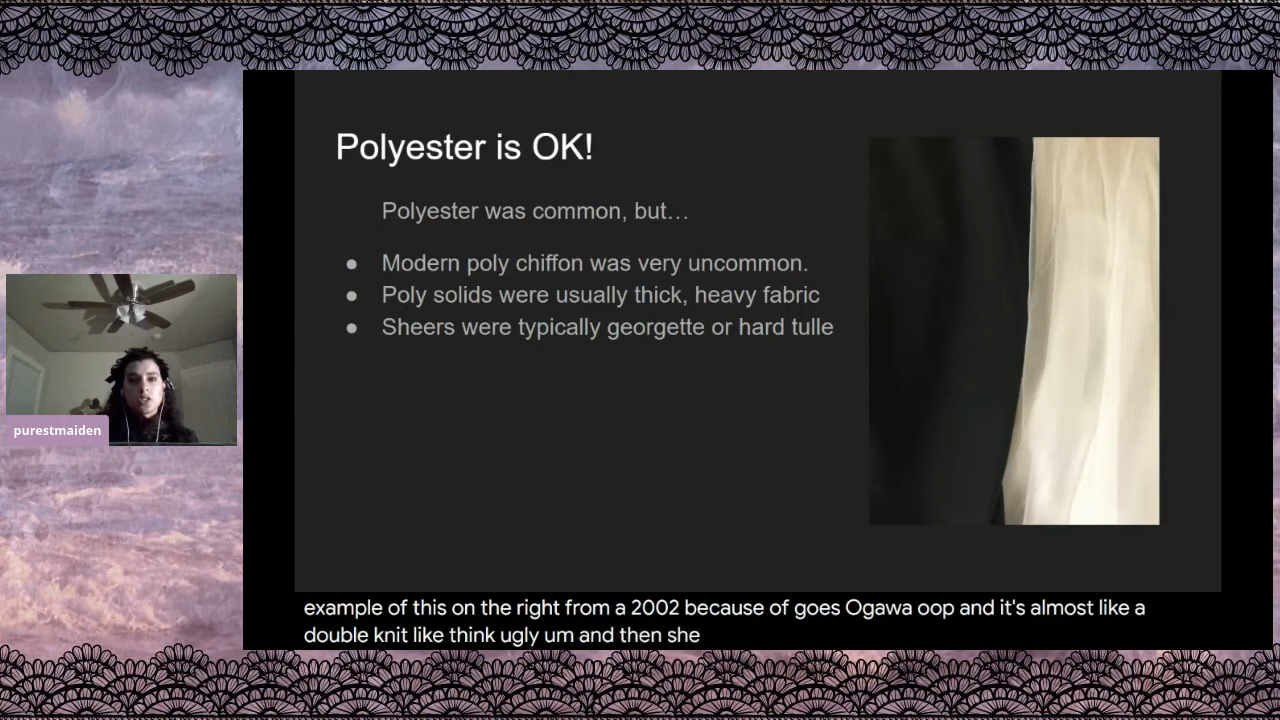 Polyester is OK!
Polyester was common, but…
● Modern poly chiffon was very uncommon.
● Poly solids were usually thick, heavy fabric
● Sheers were typically georgette or hard tulle
purestmaiden
example of this on the right from a 2002 because of goes Ogawa oop and it's almost like a
double knit like think ugly um and then she